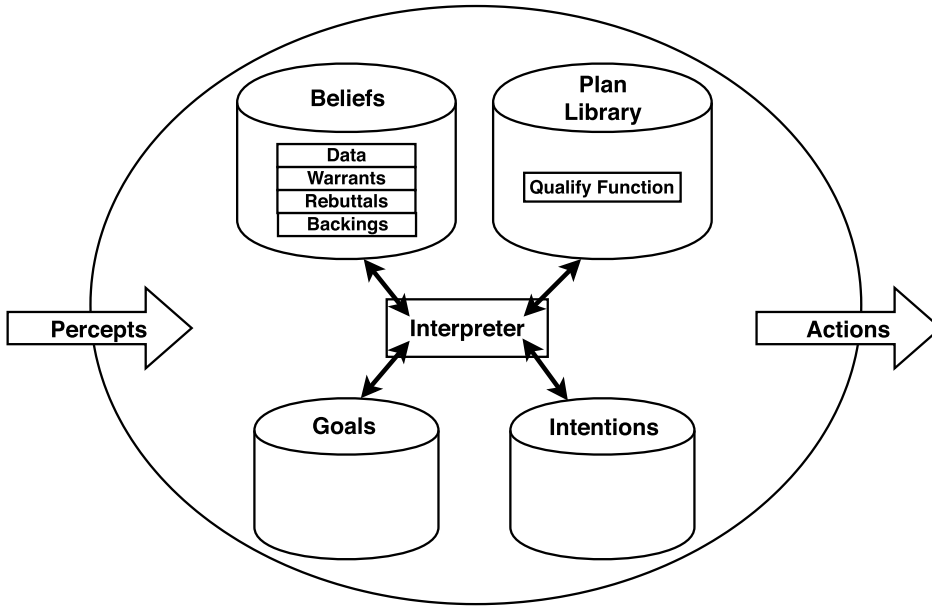 Beliefs
Data
Warrants
Rebuttals
Backings
Plan
Library
Qualify Function
Percepts
Interpreter
Actions
Goals
Intentions